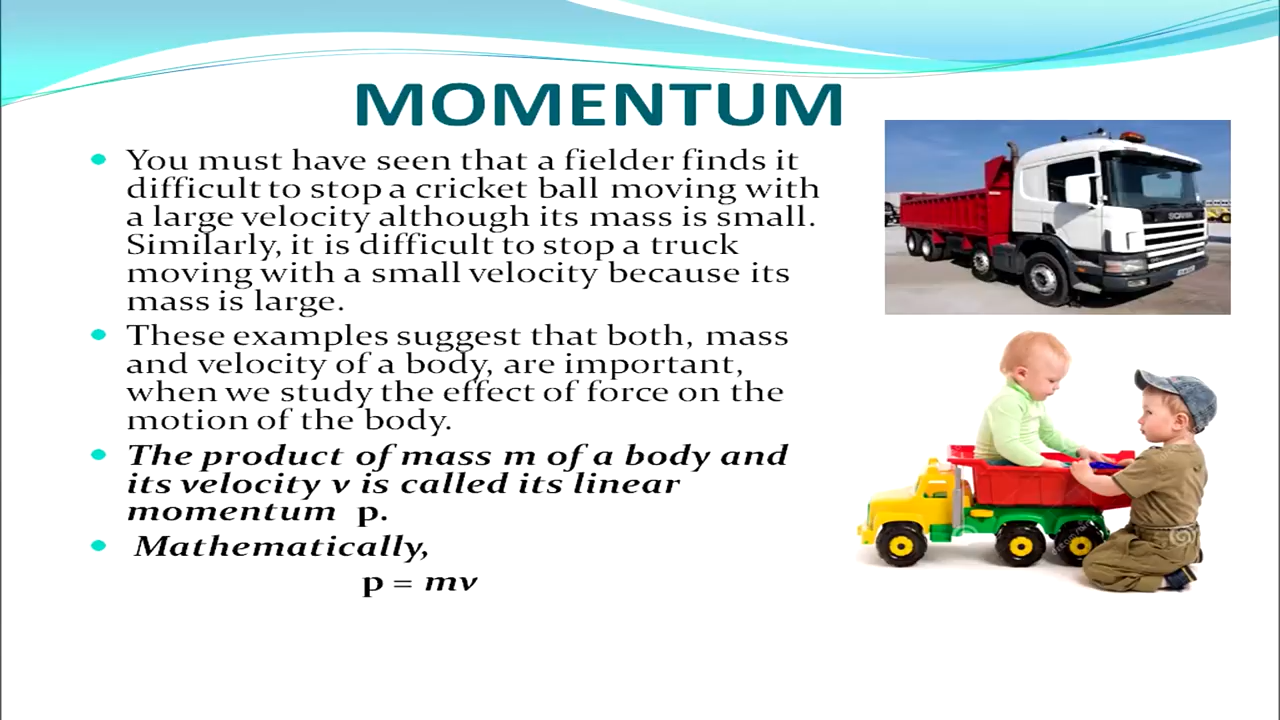 MOMENTUM
You must have seen that a fielder finds it
difficult to stop a cricket ball moving with
a large velocity although its mass is small.
Similarly, it is difficult to stop a truck
moving with a small velocity because its
mass is large.
These examples suggest that both, mass
and velocity of a body, are important,
when we study the effect of force on the
motion of the body.
The product of mass m of a body and
its velocity v is called its linear
momentum p.
Mathematically,
p = mv
SCANIA